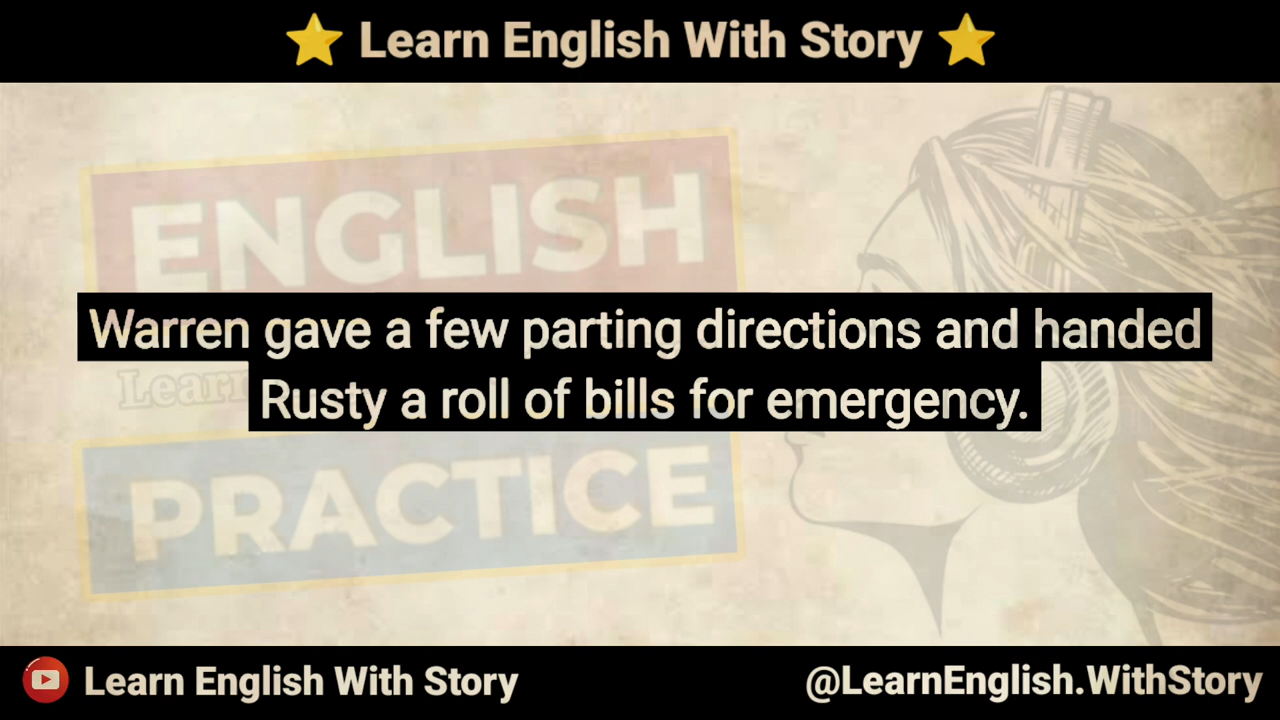 ⭐ Learn English With Story ⭐
ENGLISH
Warren gave a few parting directions and handed
Learn
Rusty a roll of bills for emergency.
PRACTICE
Learn English With Story
@LearnEnglish.WithStory